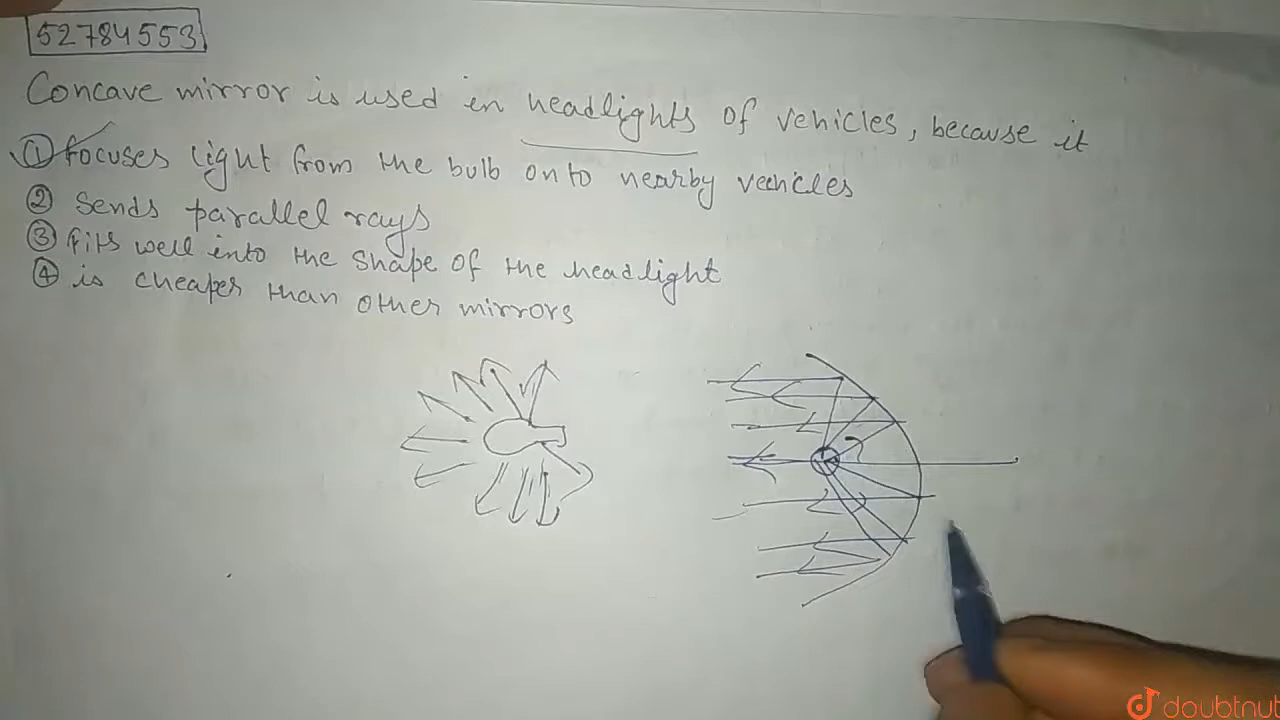 52784553
Concave mirror is used in headlights of vehicles, because it
① focuses light from the bulb onto nearby vechicles
② Sends parallel rays
③ fits well into the shape of the headlight
④ is cheaper than other mirrors
doubtnut